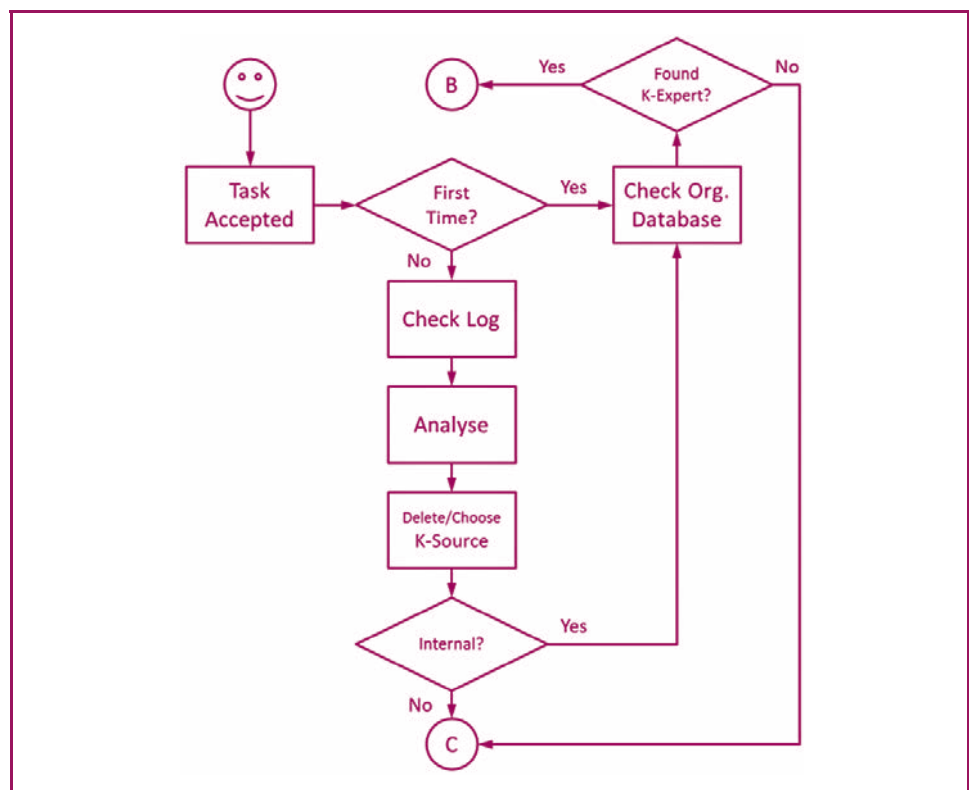 Yes
Found
K-Expert?
No
B
Task
Accepted
First
Time?
Yes
Check Org.
Database
No
Check Log
Analyse
Delete/Choose
K-Source
Internal?
Yes
No
C